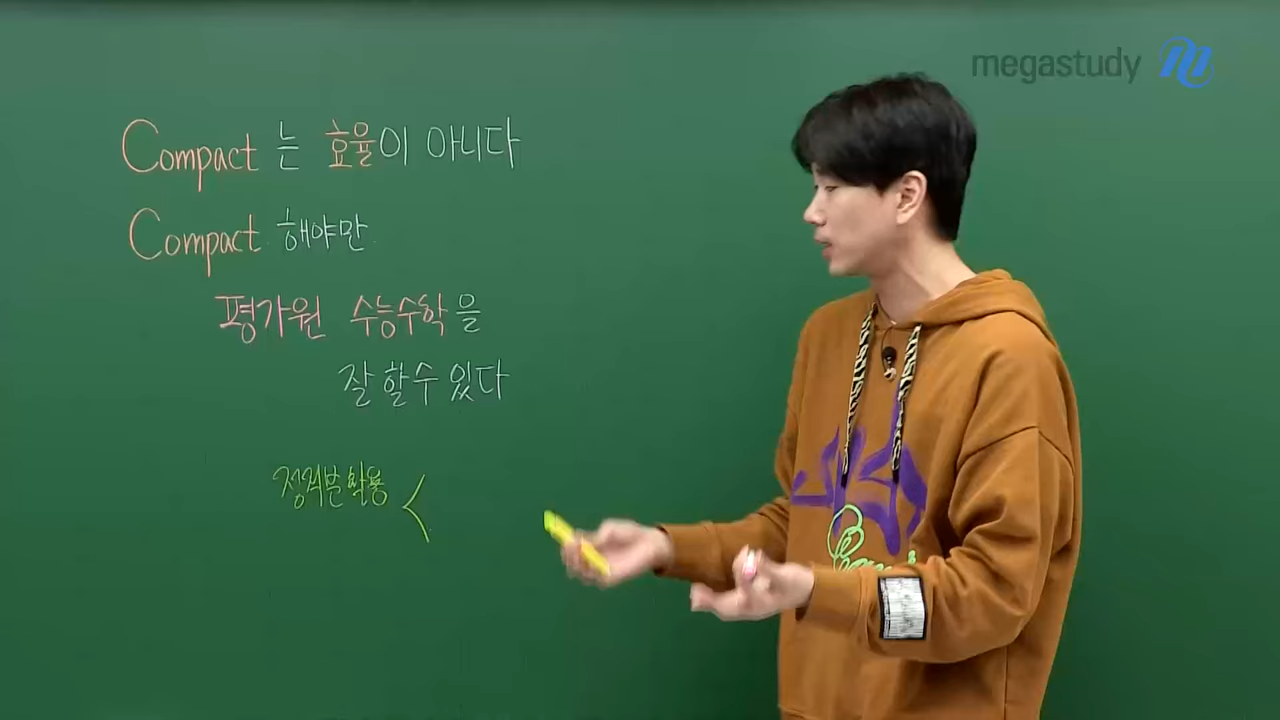 megastudy
Compact 는 효율이 아니다
Compact 해야만
평가원 수능수학을
잘 할 수 있다
정적분 활용 <